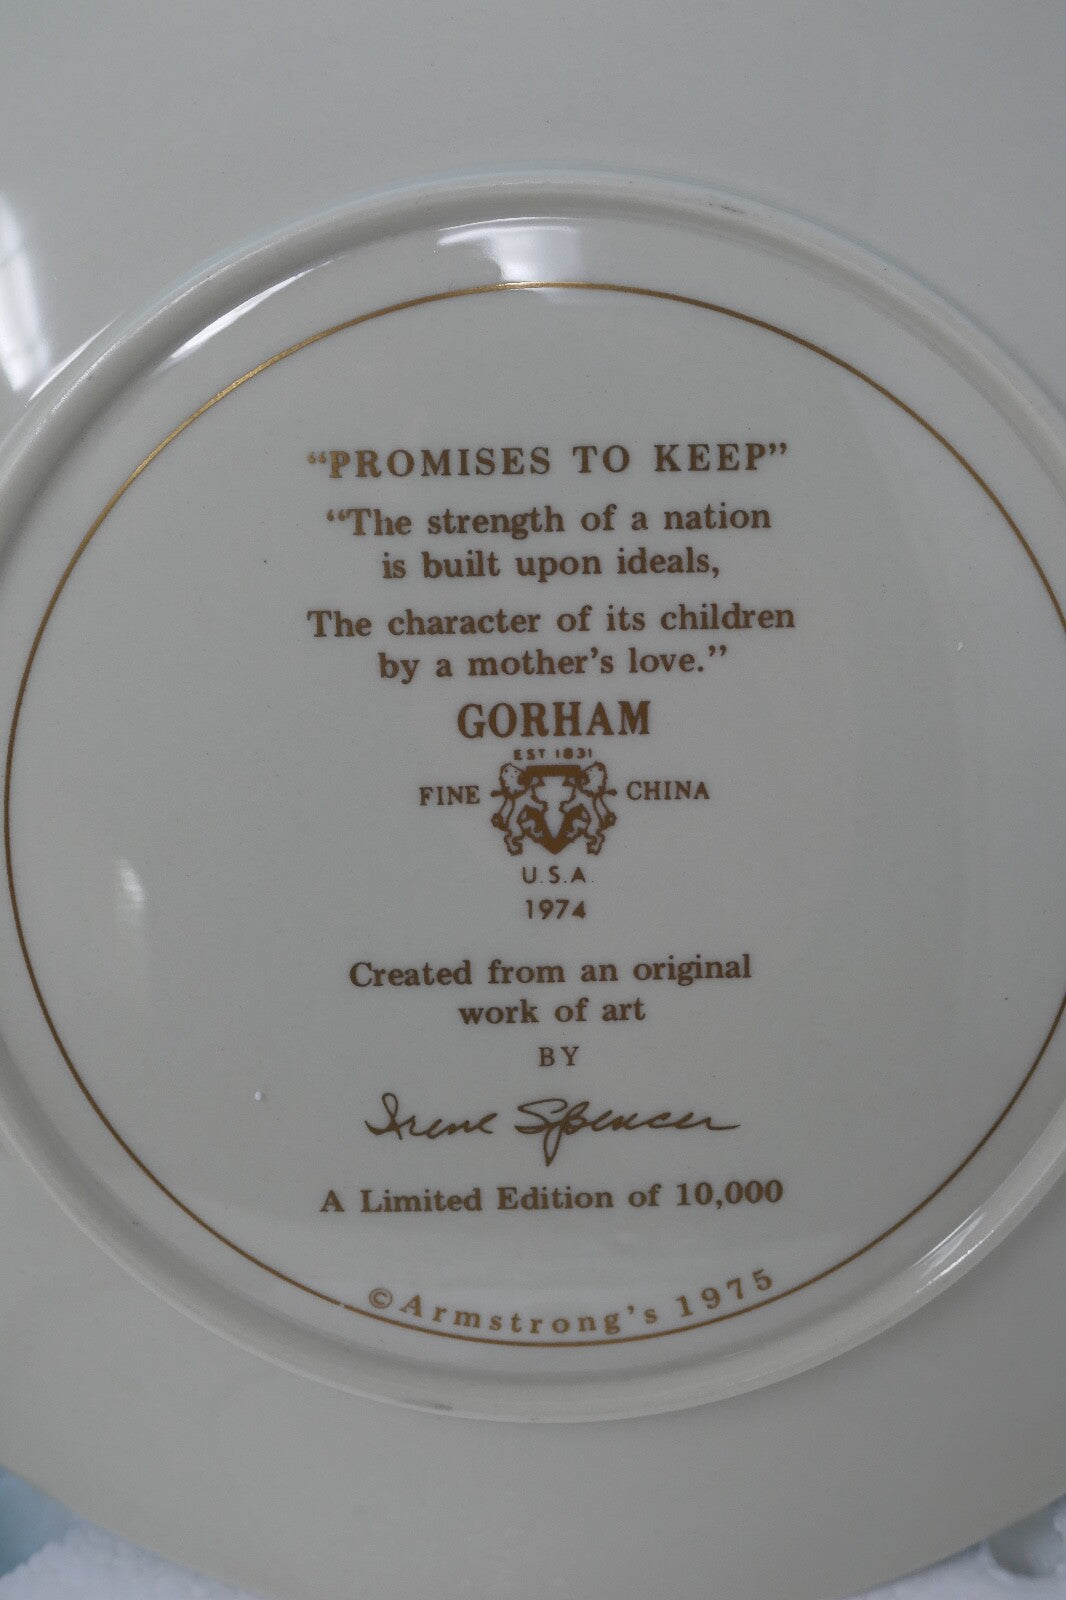 “PROMISES TO KEEP”
“The strength of a nation
is built upon ideals,
The character of its children
by a mother’s love.”
GORHAM
EST 1831
FINE CHINA
U.S.A.
1974
Created from an original
work of art
BY
Irene Spencer
A Limited Edition of 10,000
©Armstrong’s 1975